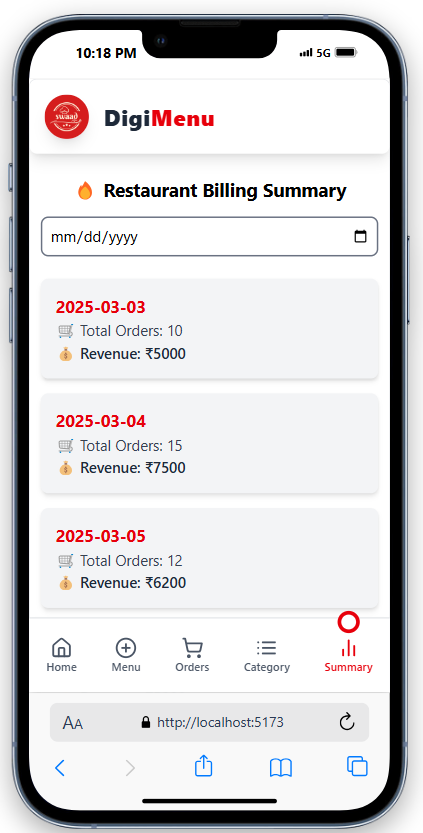 10:18 PM 5G
swaad
DigiMenu
🔥 Restaurant Billing Summary
mm/dd/yyyy
2025-03-03
🛒 Total Orders: 10
💰 Revenue: ₹5000
2025-03-04
🛒 Total Orders: 15
💰 Revenue: ₹7500
2025-03-05
🛒 Total Orders: 12
💰 Revenue: ₹6200
Home Menu Orders Category Summary
AA http://localhost:5173